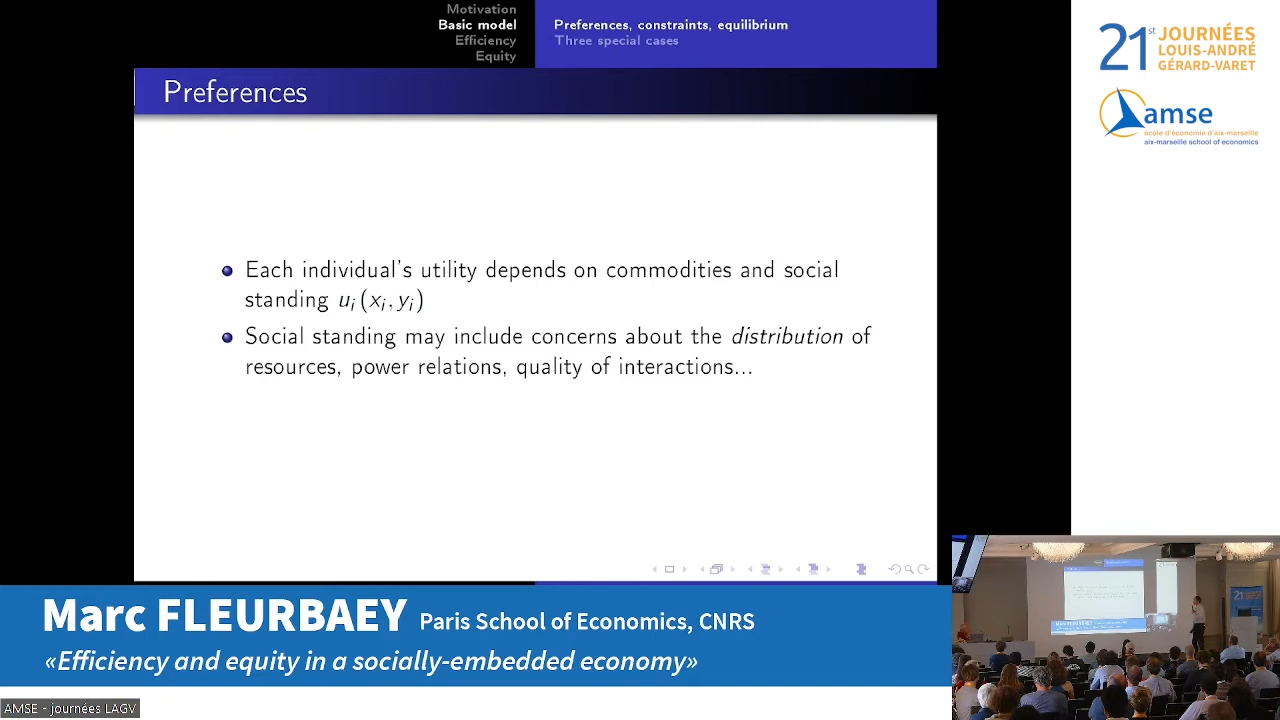 Motivation
Basic model
Efficiency
Equity
Preferences, constraints, equilibrium
Three special cases
Preferences
Each individual's utility depends on commodities and social
standing u_i(x_i, y_i)
Social standing may include concerns about the distribution of
resources, power relations, quality of interactions...
21st JOURNÉES
LOUIS-ANDRÉ
GÉRARD-VARET
amse
école d'économie d'aix-marseille
aix-marseille school of economics
Marc FLEURBAEY Paris School of Economics, CNRS
«Efficiency and equity in a socially-embedded economy»
AMSE - journées LAGV